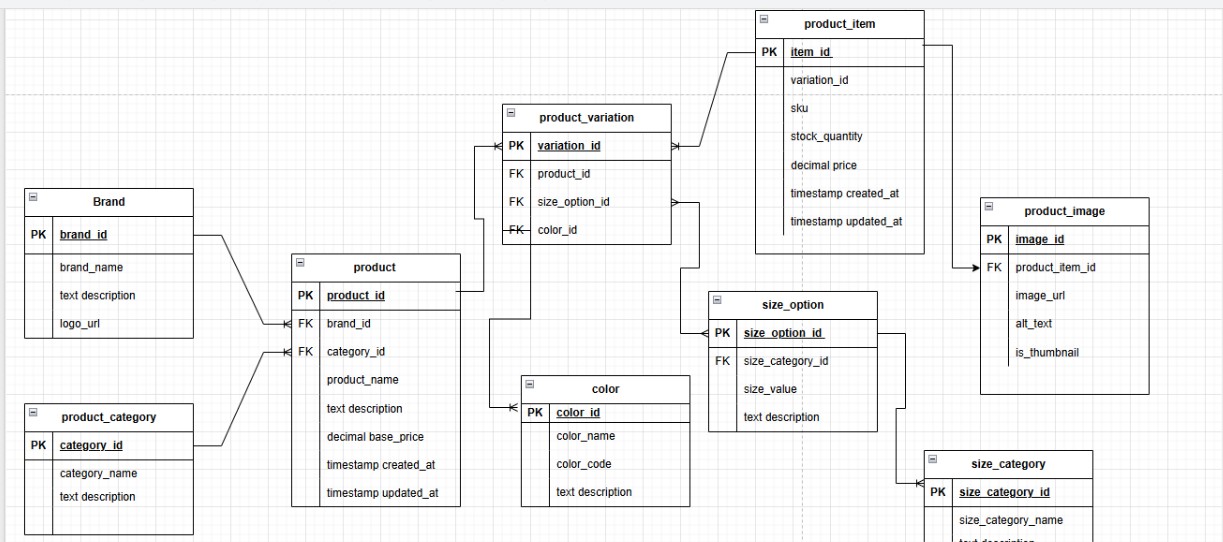 product_item
PK item_id
variation_id
sku
stock_quantity
decimal price
timestamp created_at
timestamp updated_at
product_variation
PK variation_id
FK product_id
FK size_option_id
FK color_id
Brand
PK brand_id
brand_name
text description
logo_url
product_image
PK image_id
FK product_item_id
image_url
alt_text
is_thumbnail
product
PK product_id
FK brand_id
FK category_id
product_name
text description
decimal base_price
timestamp created_at
timestamp updated_at
size_option
PK size_option_id
FK size_category_id
size_value
text description
color
PK color_id
color_name
color_code
text description
product_category
PK category_id
category_name
text description
size_category
PK size_category_id
size_category_name
text description